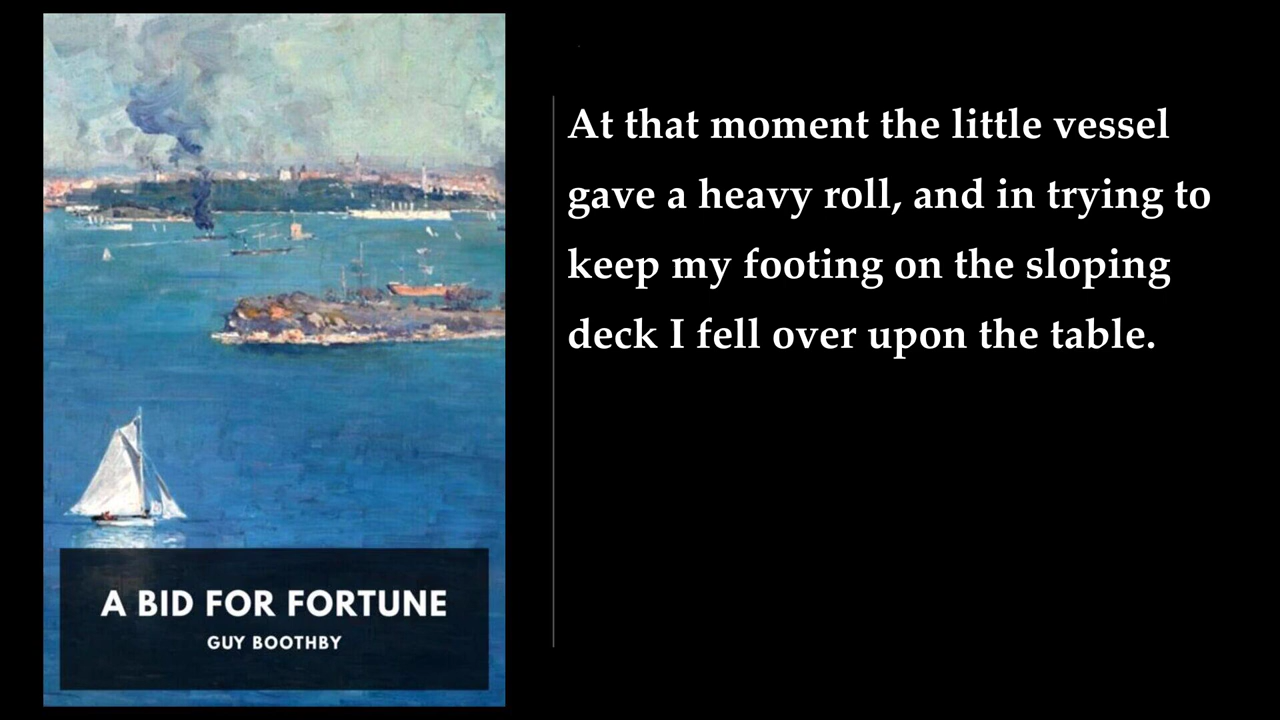 At that moment the little vessel
gave a heavy roll, and in trying to
keep my footing on the sloping
deck I fell over upon the table.
A BID FOR FORTUNE
GUY BOOTHBY